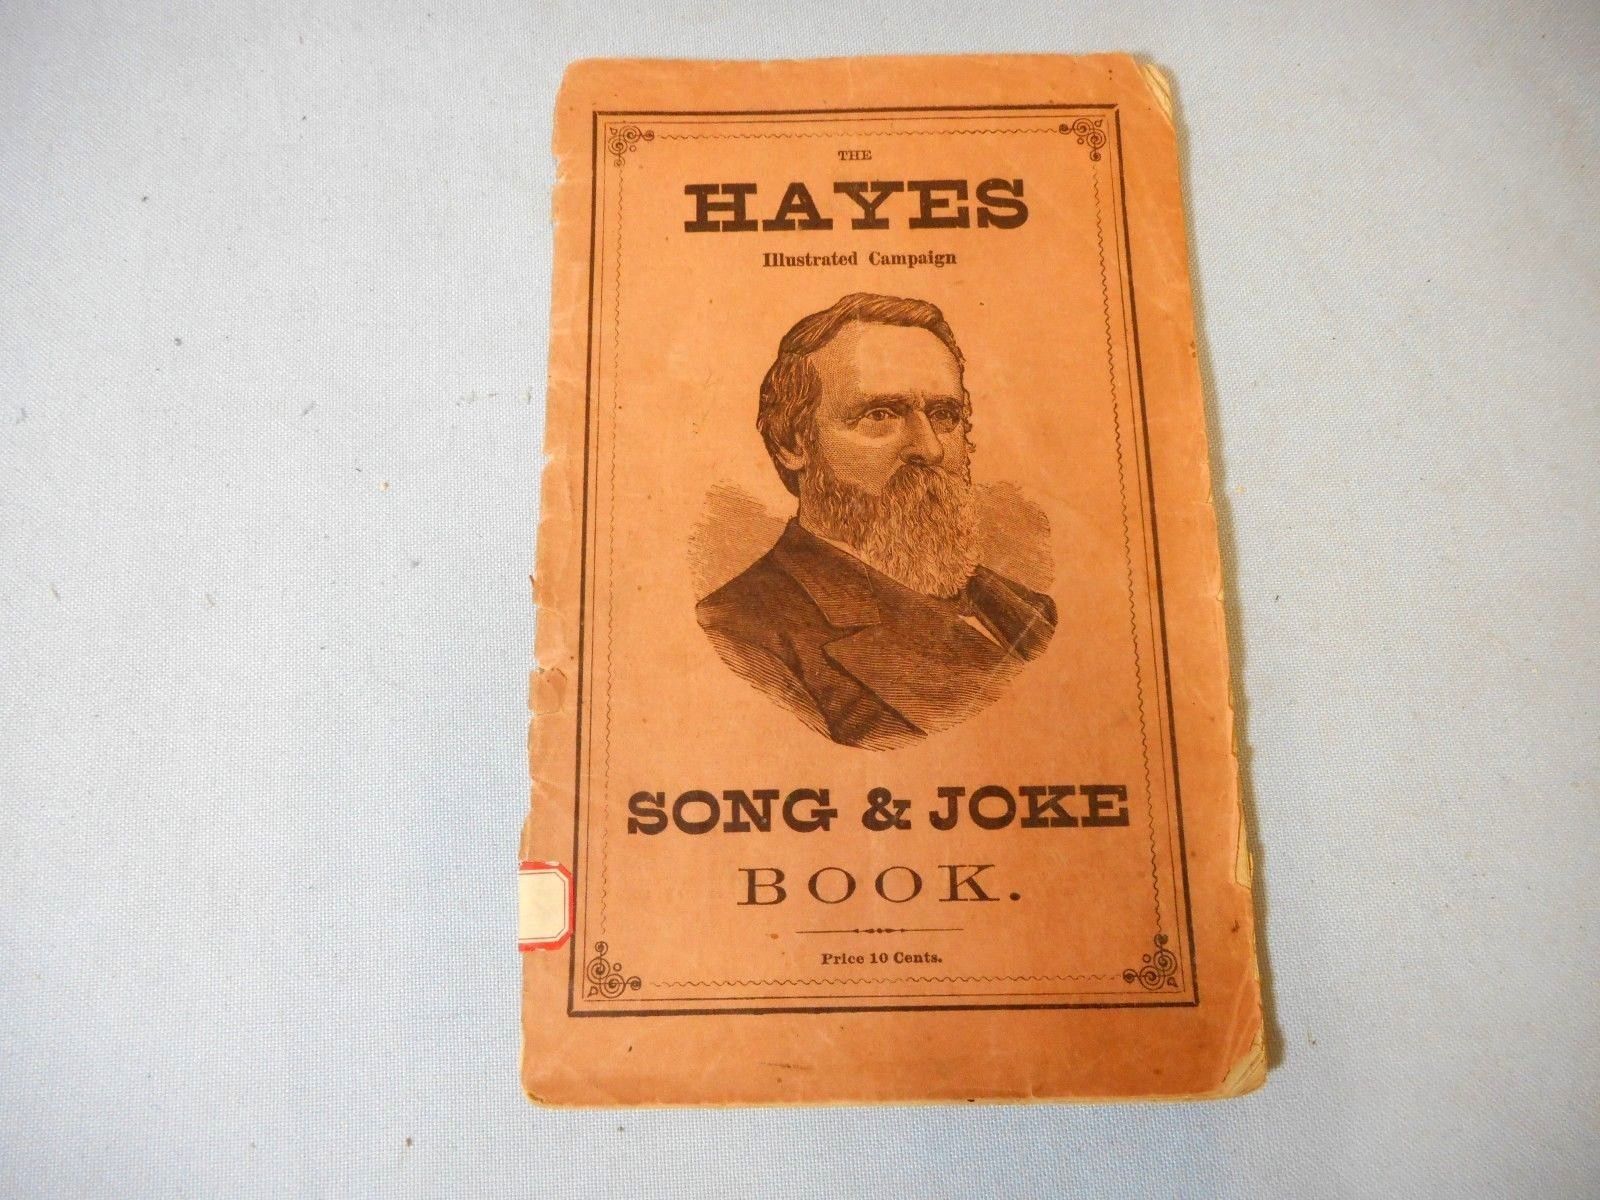 THE
HAYES
Illustrated Campaign
SONG & JOKE
BOOK.
Price 10 Cents.